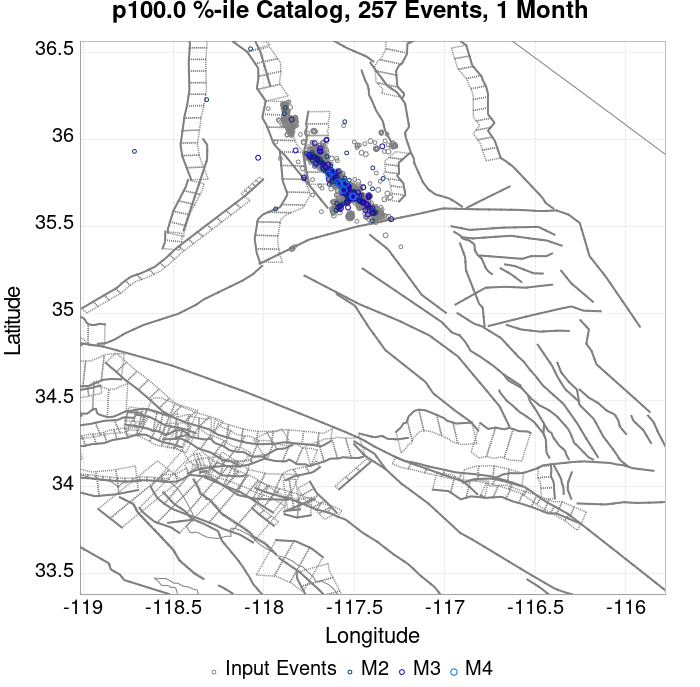 p100.0 %-ile Catalog, 257 Events, 1 Month
36.5
36
35.5
35
34.5
34
33.5
Latitude
-119 -118.5 -118 -117.5 -117 -116.5 -116
Longitude
Input Events M2 M3 M4